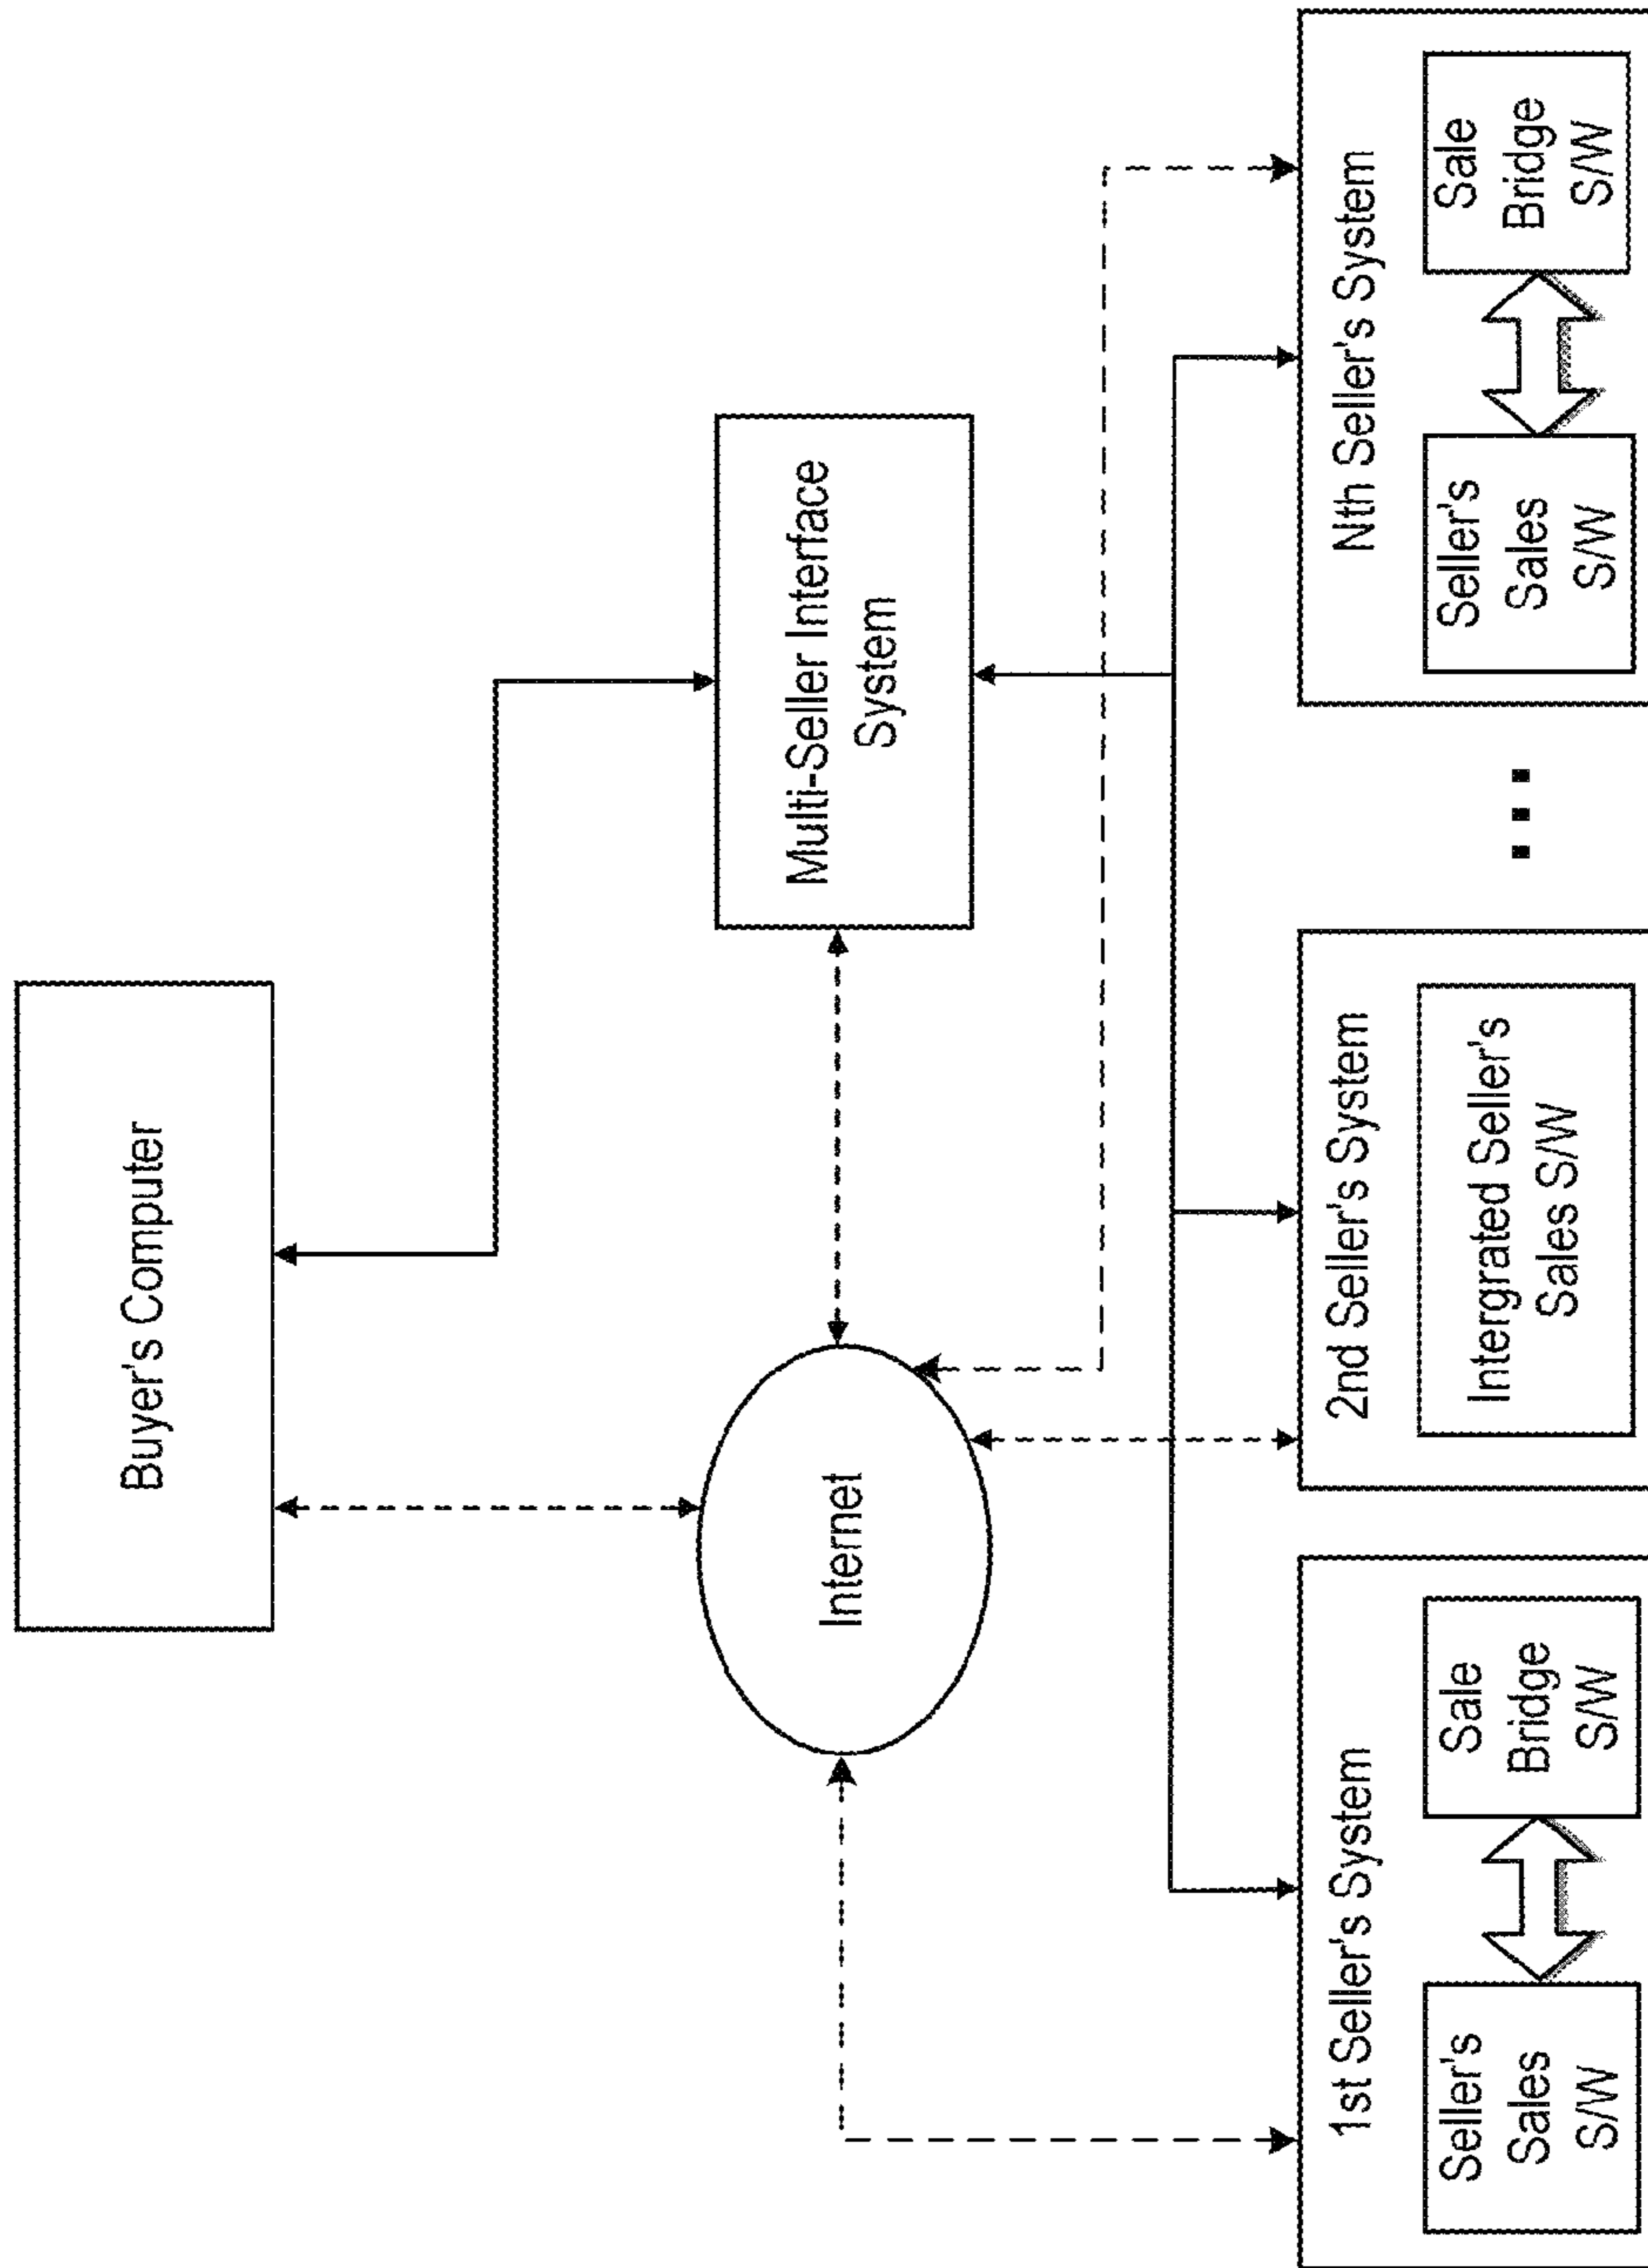 Buyer's Computer
Internet
Multi-Seller Interface
System
1st Seller's System
Seller's
Sales
S/W
Sale
Bridge
S/W
2nd Seller's System
Intergrated Seller's
Sales S/W
...
Nth Seller's System
Seller's
Sales
S/W
Sale
Bridge
S/W